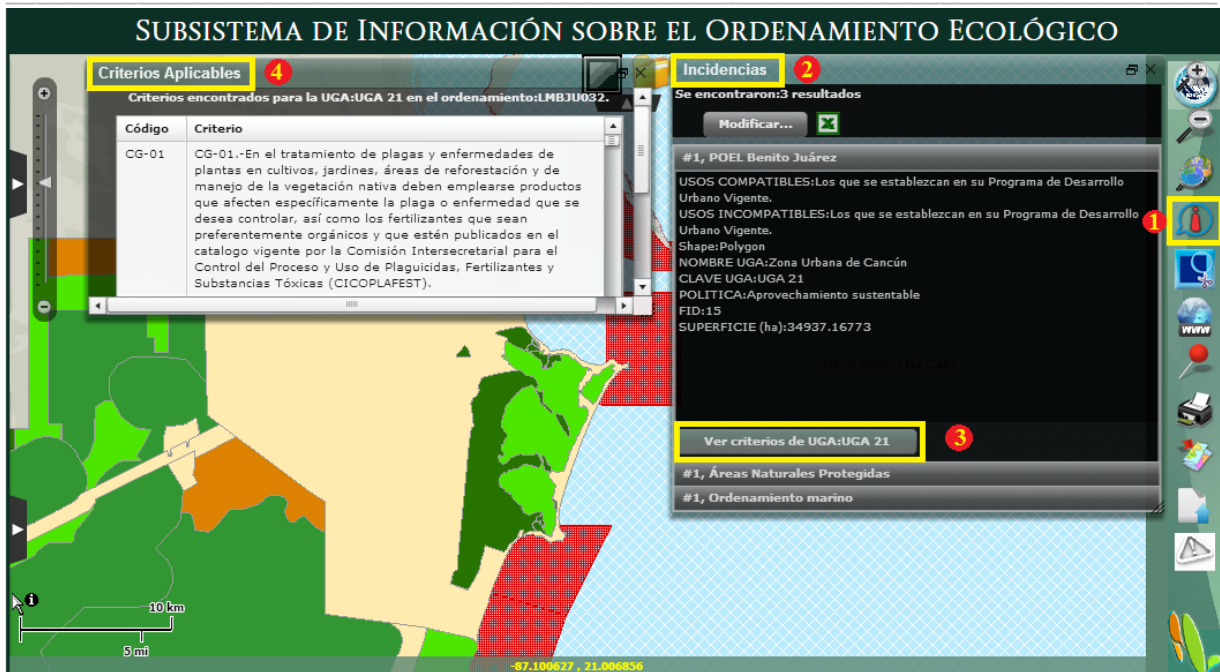 SUBSISTEMA DE INFORMACIÓN SOBRE EL ORDENAMIENTO ECOLÓGICO
Criterios Aplicables
4
Criterios encontrados para la UGA:UGA 21 en el ordenamiento:LMBJU032.
Código Criterio
CG-01 CG-01.-En el tratamiento de plagas y enfermedades de
plantas en cultivos, jardines, áreas de reforestación y de
manejo de la vegetación nativa deben emplearse productos
que afecten específicamente la plaga o enfermedad que se
desea controlar, así como los fertilizantes que sean
preferentemente orgánicos y que estén publicados en el
catalogo vigente por la Comisión Intersecretarial para el
Control del Proceso y Uso de Plaguicidas, Fertilizantes y
Substancias Tóxicas (CICOPLAFEST).
Incidencias
2
Se encontraron:3 resultados
Modificar...
#1, POEL Benito Juárez
USOS COMPATIBLES:Los que se establezcan en su Programa de Desarrollo
Urbano Vigente.
USOS INCOMPATIBLES:Los que se establezcan en su Programa de Desarrollo
Urbano Vigente.
Shape:Polygon
NOMBRE UGA:Zona Urbana de Cancún
CLAVE UGA:UGA 21
POLITICA:Aprovechamiento sustentable
FID:15
SUPERFICIE (ha):34937.16773
Ver criterios de UGA:UGA 21
3
#1, Áreas Naturales Protegidas
#1, Ordenamiento marino
1
WWW
10 km
5 mi
-87.100627 , 21.006856